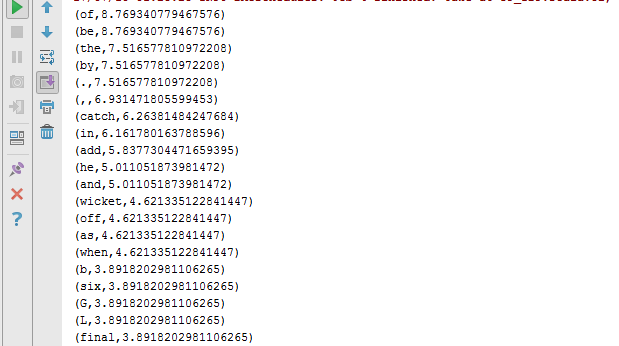 (of,8.769340779467576)
(be,8.769340779467576)
(the,7.516577810972208)
(by,7.516577810972208)
(.,7.516577810972208)
(,,6.931471805599453)
(catch,6.26381484247684)
(in,6.161780163788596)
(add,5.8377304471659395)
(he,5.011051873981472)
(and,5.011051873981472)
(wicket,4.621335122841447)
(off,4.621335122841447)
(as,4.621335122841447)
(when,4.621335122841447)
(b,3.8918202981106265)
(six,3.8918202981106265)
(G,3.8918202981106265)
(L,3.8918202981106265)
(final,3.8918202981106265)